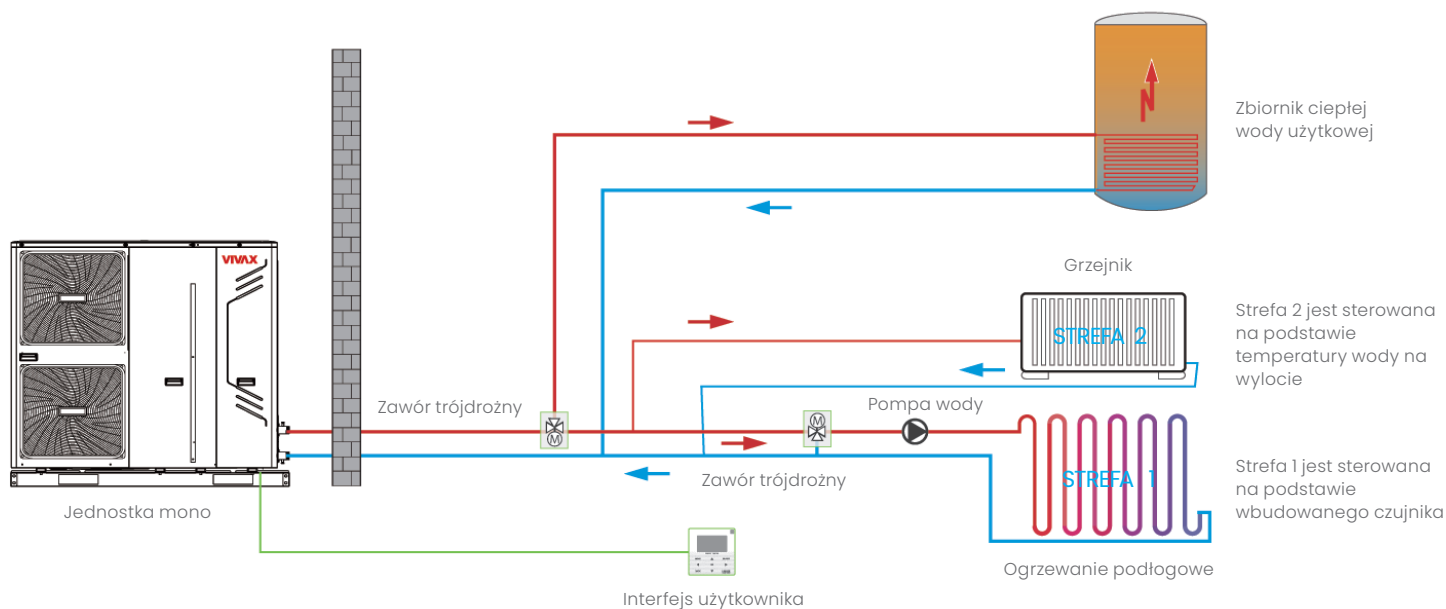 Zbiornik ciepłej
wody użytkowej
VIVAX
Grzejnik
STREFA 2
Strefa 2 jest sterowana
na podstawie
temperatury wody na
wylocie
Zawór trójdrożny
M
M
Pompa wody
Zawór trójdrożny
STREFA 1
Strefa 1 jest sterowana
na podstawie
wbudowanego czujnika
Jednostka mono
Ogrzewanie podłogowe
Interfejs użytkownika